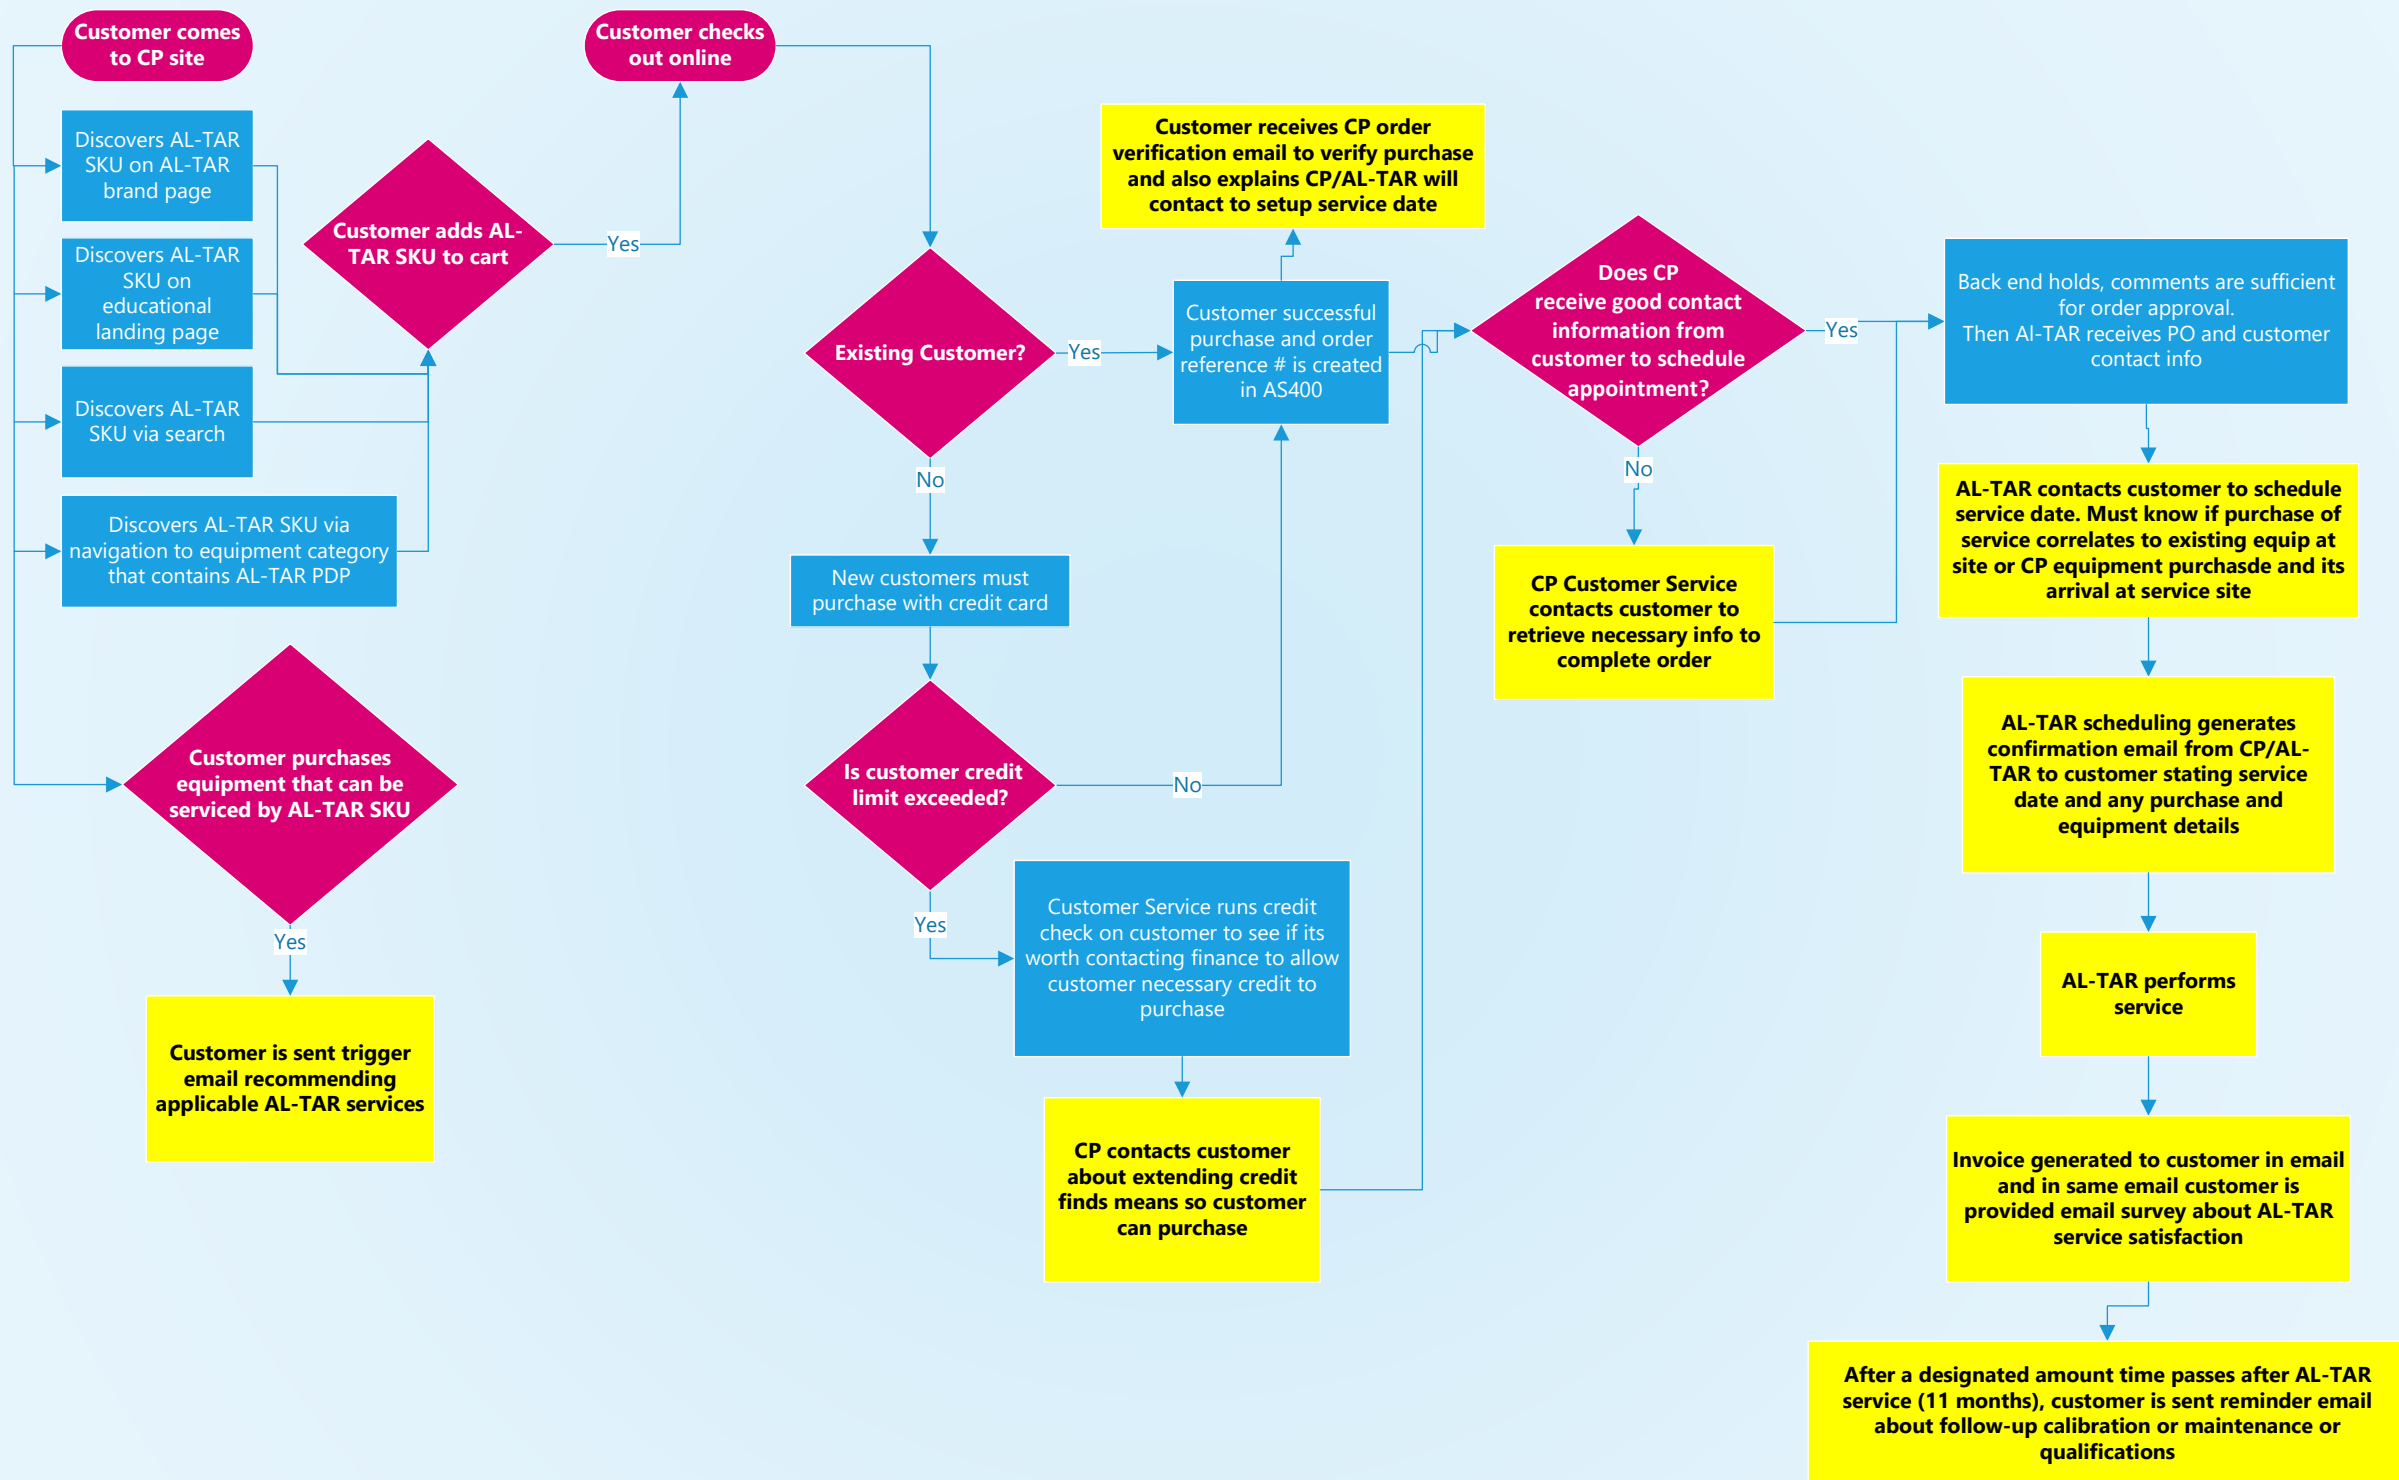 Customer comes
to CP site
Discovers AL-TAR
SKU on AL-TAR
brand page
Discovers AL-TAR
SKU on
educational
landing page
Discovers AL-TAR
SKU via search
Discovers AL-TAR SKU via
navigation to equipment category
that contains AL-TAR PDP
Customer purchases
equipment that can be
serviced by AL-TAR SKU
Yes
Customer is sent trigger
email recommending
applicable AL-TAR services
Customer adds AL-
TAR SKU to cart
Yes
Customer checks
out online
Existing Customer?
Yes
No
New customers must
purchase with credit card
Is customer credit
limit exceeded?
No
Yes
Customer Service runs credit
check on customer to see if its
worth contacting finance to allow
customer necessary credit to
purchase
CP contacts customer
about extending credit
finds means so customer
can purchase
Customer receives CP order
verification email to verify purchase
and also explains CP/AL-TAR will
contact to setup service date
Customer successful
purchase and order
reference # is created
in AS400
Does CP
receive good contact
information from
customer to schedule
appointment?
Yes
No
CP Customer Service
contacts customer to
retrieve necessary info to
complete order
Back end holds, comments are sufficient
for order approval.
Then Al-TAR receives PO and customer
contact info
AL-TAR contacts customer to schedule
service date. Must know if purchase of
service correlates to existing equip at
site or CP equipment purchasde and its
arrival at service site
AL-TAR scheduling generates
confirmation email from CP/AL-
TAR to customer stating service
date and any purchase and
equipment details
AL-TAR performs
service
Invoice generated to customer in email
and in same email customer is
provided email survey about AL-TAR
service satisfaction
After a designated amount time passes after AL-TAR
service (11 months), customer is sent reminder email
about follow-up calibration or maintenance or
qualifications